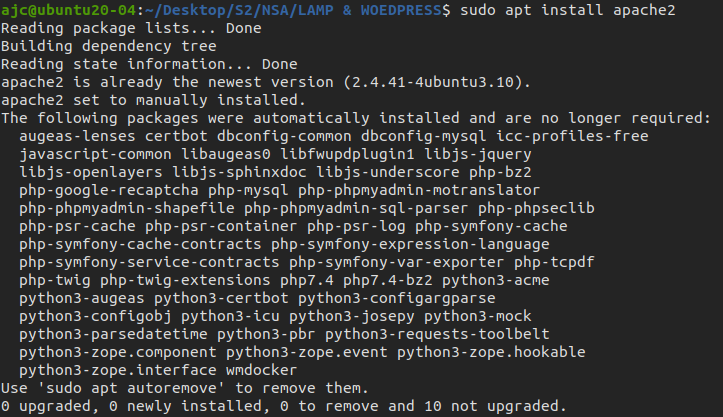 ajc@ubuntu20-04:~/Desktop/S2/NSA/LAMP & WOEDPRESS$ sudo apt install apache2
Reading package lists... Done
Building dependency tree
Reading state information... Done
apache2 is already the newest version (2.4.41-4ubuntu3.10).
apache2 set to manually installed.
The following packages were automatically installed and are no longer required:
  augeas-lenses certbot dbconfig-common dbconfig-mysql icc-profiles-free
  javascript-common libaugeas0 libfwupdplugin1 libjs-jquery
  libjs-openlayers libjs-sphinxdoc libjs-underscore php-bz2
  php-google-recaptcha php-mysql php-phpmyadmin-motranslator
  php-phpmyadmin-shapefile php-phpmyadmin-sql-parser php-phpseclib
  php-psr-cache php-psr-container php-psr-log php-symfony-cache
  php-symfony-cache-contracts php-symfony-expression-language
  php-symfony-service-contracts php-symfony-var-exporter php-tcpdf
  php-twig php-twig-extensions php7.4 php7.4-bz2 python3-acme
  python3-augeas python3-certbot python3-configargparse
  python3-configobj python3-icu python3-josepy python3-mock
  python3-parsedatetime python3-pbr python3-requests-toolbelt
  python3-zope.component python3-zope.event python3-zope.hookable
  python3-zope.interface wmdocker
Use 'sudo apt autoremove' to remove them.
0 upgraded, 0 newly installed, 0 to remove and 10 not upgraded.